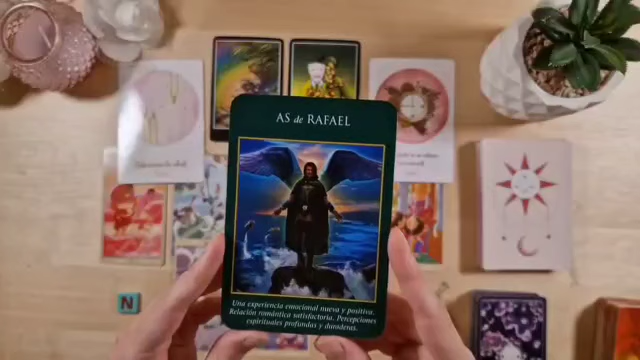 AS de RAFAEL
Una experiencia emocional nueva y positiva.
Relación romántica satisfactoria. Percepciones
espirituales profundas y duraderas.
N